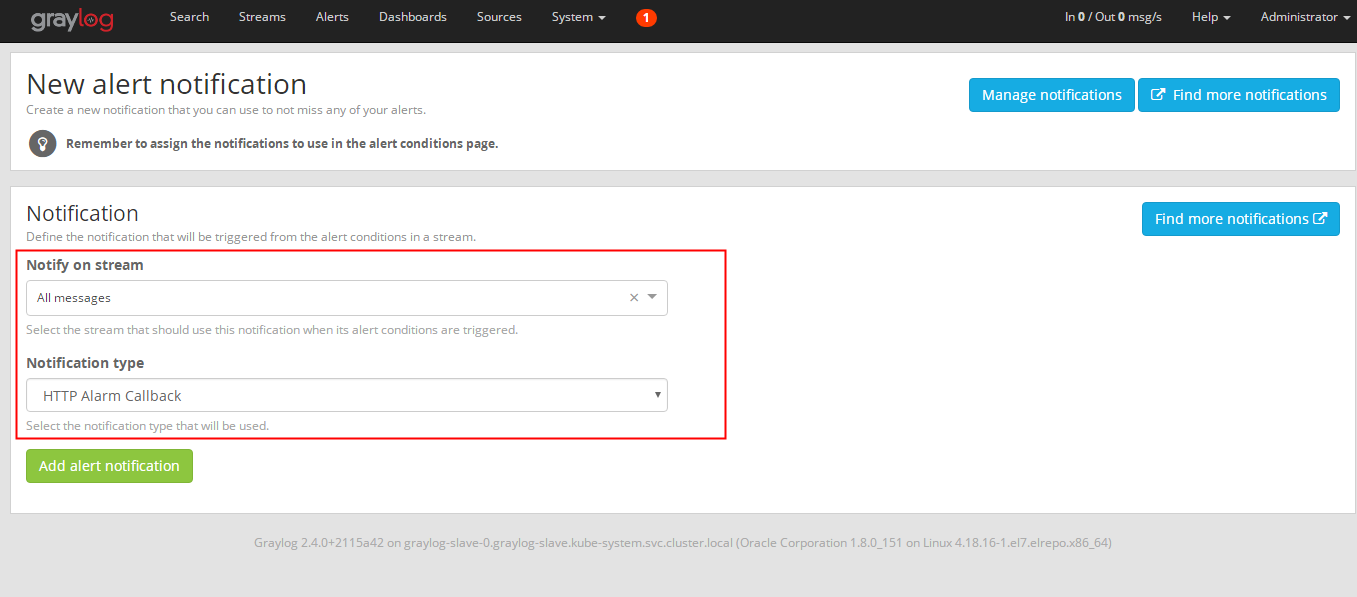 graylog Search Streams Alerts Dashboards Sources System 1 In 0 / Out 0 msg/s Help Administrator
New alert notification
Create a new notification that you can use to not miss any of your alerts.
Manage notifications Find more notifications
Remember to assign the notifications to use in the alert conditions page.
Notification
Define the notification that will be triggered from the alert conditions in a stream.
Find more notifications
Notify on stream
All messages ×
Select the stream that should use this notification when its alert conditions are triggered.
Notification type
HTTP Alarm Callback
Select the notification type that will be used.
Add alert notification
Graylog 2.4.0+2115a42 on graylog-slave-0.graylog-slave.kube-system.svc.cluster.local (Oracle Corporation 1.8.0_151 on Linux 4.18.16-1.el7.elrepo.x86_64)